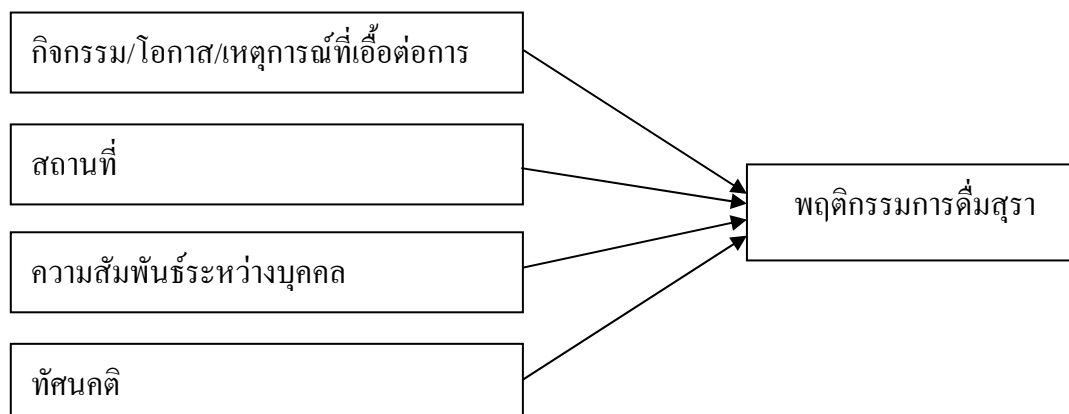 กิจกรรม/โอกาส/เหตุการณ์ที่เอื้อต่อการ
สถานที่
พฤติกรรมการดื่มสุรา
ความสัมพันธ์ระหว่างบุคคล
ทัศนคติ